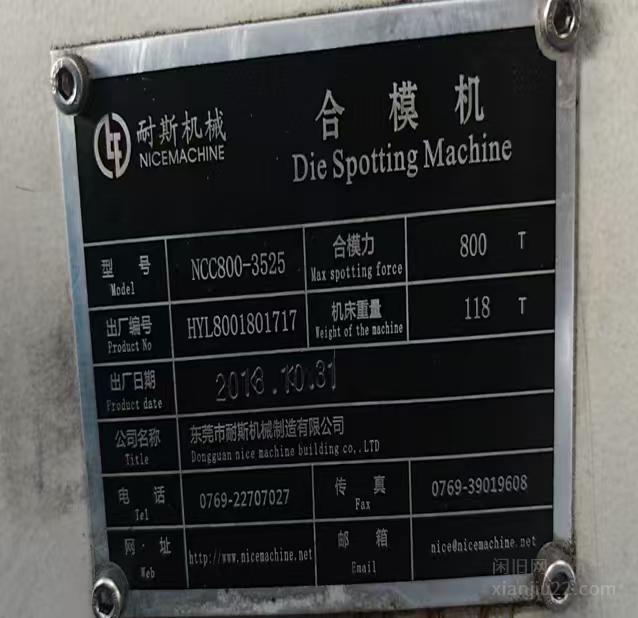 耐斯机械
NICEMACHINE
合模机
Die Spotting Machine
型号 NCC800-3525 合模力 800 T
Model Max spotting force
出厂编号 HYL8001801717 机床重量 118 T
Product No Weight of the machine
出厂日期 2018.10.31
Product date
公司名称 东莞市耐斯机械制造有限公司
Title Dongguan nice machine building co,.LTD
电话 0769-22707027 传真 0769-39019608
Tel Fax
网·址 http://www.nicemachine.net 邮箱 nice@nicemachine.net
Web Email
闲旧网
xianjiu22.com